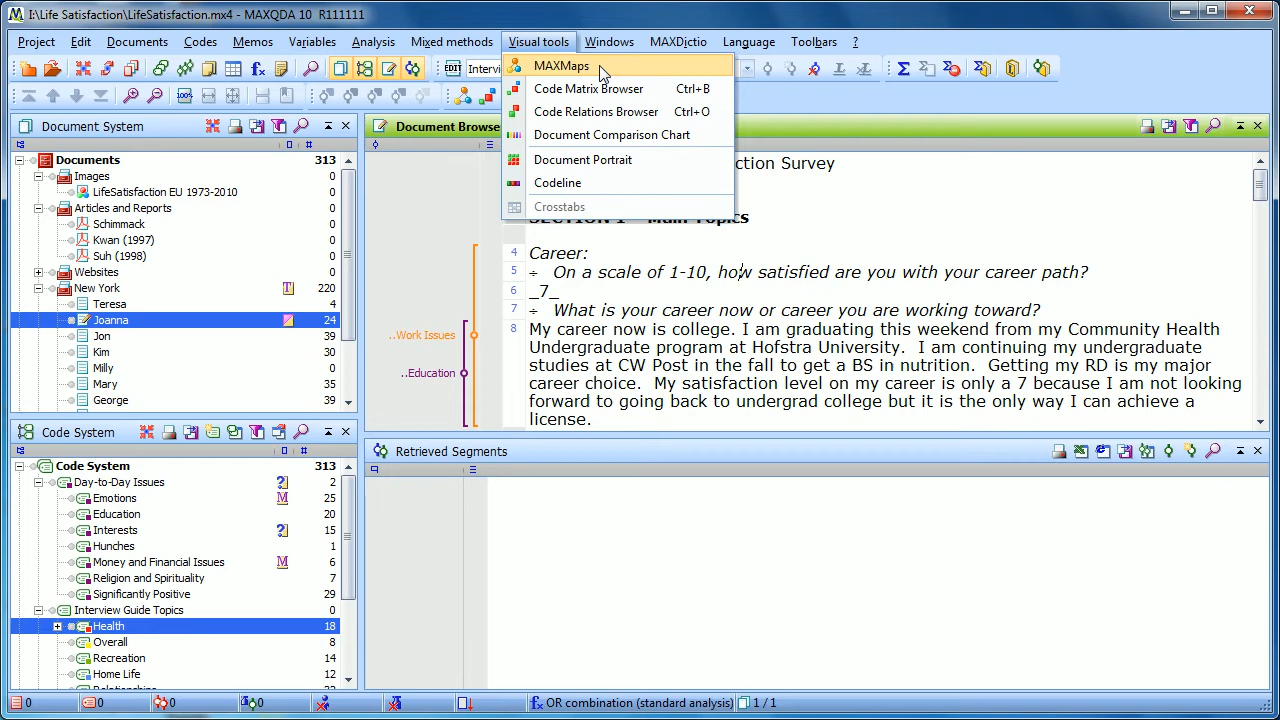 I:\Life Satisfaction\LifeSatisfaction.mx4 - MAXQDA 10 R111111
Project Edit Documents Codes Memos Variables Analysis Mixed methods Visual tools Windows MAXDictio Language Toolbars ?
EDIT Intervi
MAXMaps
Code Matrix Browser Ctrl+B
Code Relations Browser Ctrl+O
Document Comparison Chart
Document Portrait
Codeline
Crosstabs
Document System
Documents 313
Images 0
LifeSatisfaction EU 1973-2010 0
Articles and Reports 0
Schimmack 0
Kwan (1997) 0
Suh (1998) 0
Websites 0
New York 220
Teresa 4
Joanna 24
Jon 39
Kim 30
Milly 0
Mary 35
George 39
Code System
Code System 313
Day-to-Day Issues 2
Emotions 25
Education 20
Interests 15
Hunches 1
Money and Financial Issues 6
Religion and Spirituality 7
Significantly Positive 29
Interview Guide Topics 0
Health 18
Overall 8
Recreation 14
Home Life 8
Document Browse
ction Survey
SECTION 1 - Main Topics
4 Career:
5 ÷ On a scale of 1-10, how satisfied are you with your career path?
6 _7_
7 ÷ What is your career now or career you are working toward?
8 My career now is college. I am graduating this weekend from my Community Health
Undergraduate program at Hofstra University. I am continuing my undergraduate
studies at CW Post in the fall to get a BS in nutrition. Getting my RD is my major
career choice. My satisfaction level on my career is only a 7 because I am not looking
forward to going back to undergrad college but it is the only way I can achieve a
license.
..Work Issues
..Education
Retrieved Segments
0 0 0 0 OR combination (standard analysis) 1 / 1